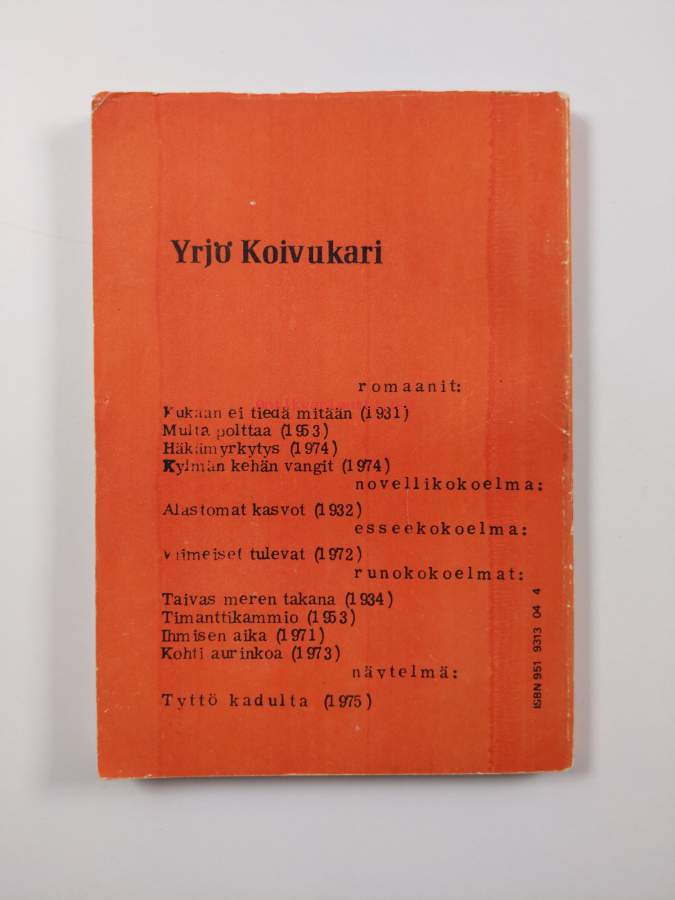 Yrjö Koivukari
romaanit:
Kukaan ei tiedä mitään (1931)
Multa polttaa (1953)
Häkämyrkytys (1974)
Kylmän kehän vangit (1974)
novellikokoelma:
Alastomat kasvot (1932)
esseekokoelma:
Viimeiset tulevat (1972)
runokokoelmat:
Taivas meren takana (1934)
Timanttikammio (1953)
Ihmisen aika (1971)
Kohti aurinkoa (1973)
näytelmä:
Tyttö kadulta (1975)
ISBN 951 9313 04 4